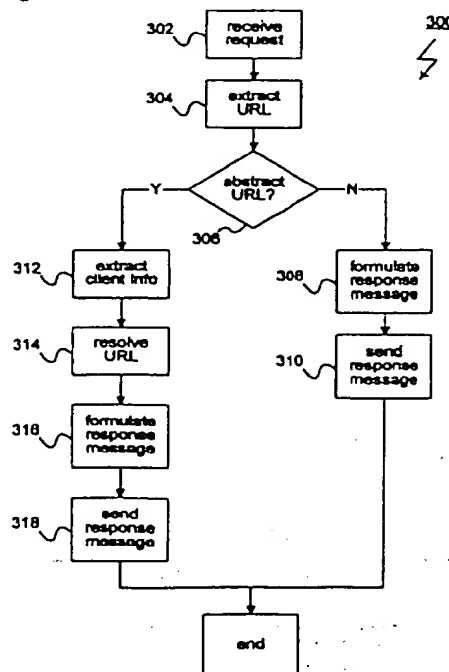 300
302
receive
request
304
extract
URL
abstract
URL?
Y
N
306
312
extract
client info
308
formulate
response
message
314
resolve
URL
310
send
response
message
316
formulate
response
message
318
send
response
message
end